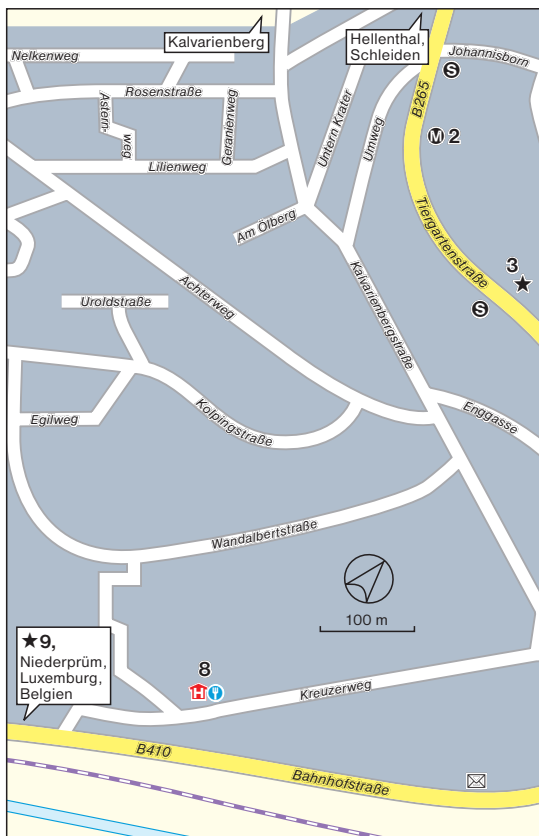 Kalvarienberg
Hellenthal,
Schleiden
Nelkenweg
Johannisborn
Rosenstraße
S
B265
Astern-
weg
Geranienweg
Untern Krater
Umweg
M 2
Lilienweg
Tiergartenstraße
Am Ölberg
3
Achterweg
Kalvarienbergstraße
S
Uroldstraße
Kolpingstraße
Egilweg
Enggasse
Wandalbertstraße
100 m
★9,
Niederprüm,
Luxemburg,
Belgien
8
H
Kreuzerweg
B410
Bahnhofstraße